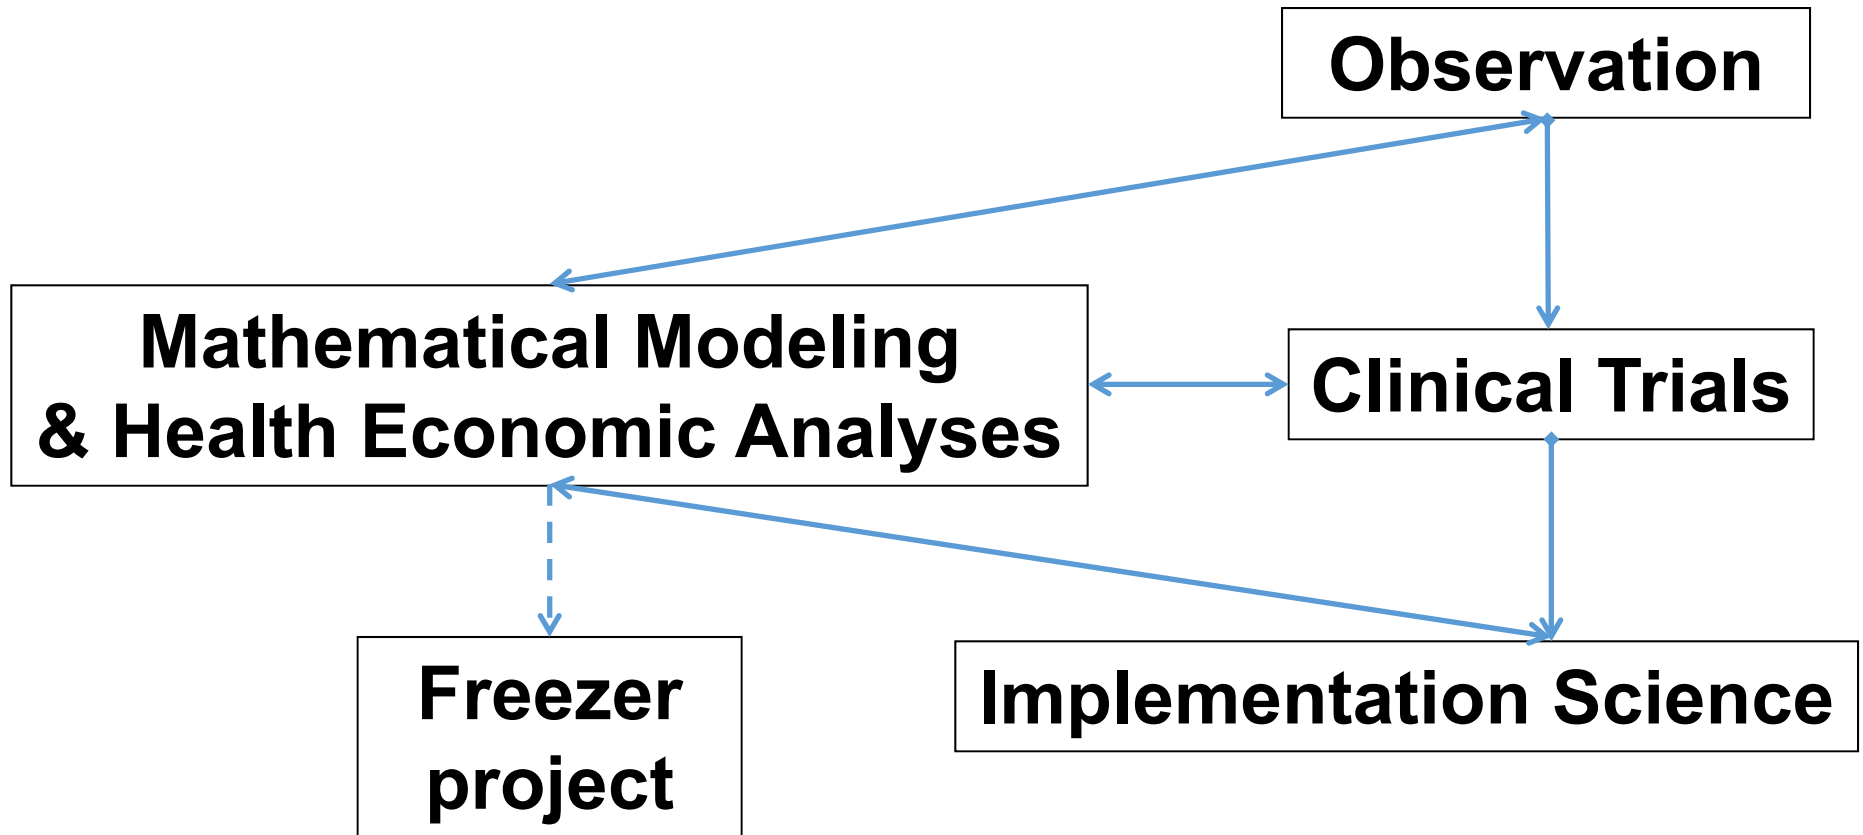 Observation
Mathematical Modeling
& Health Economic Analyses
Clinical Trials
Freezer
project
Implementation Science